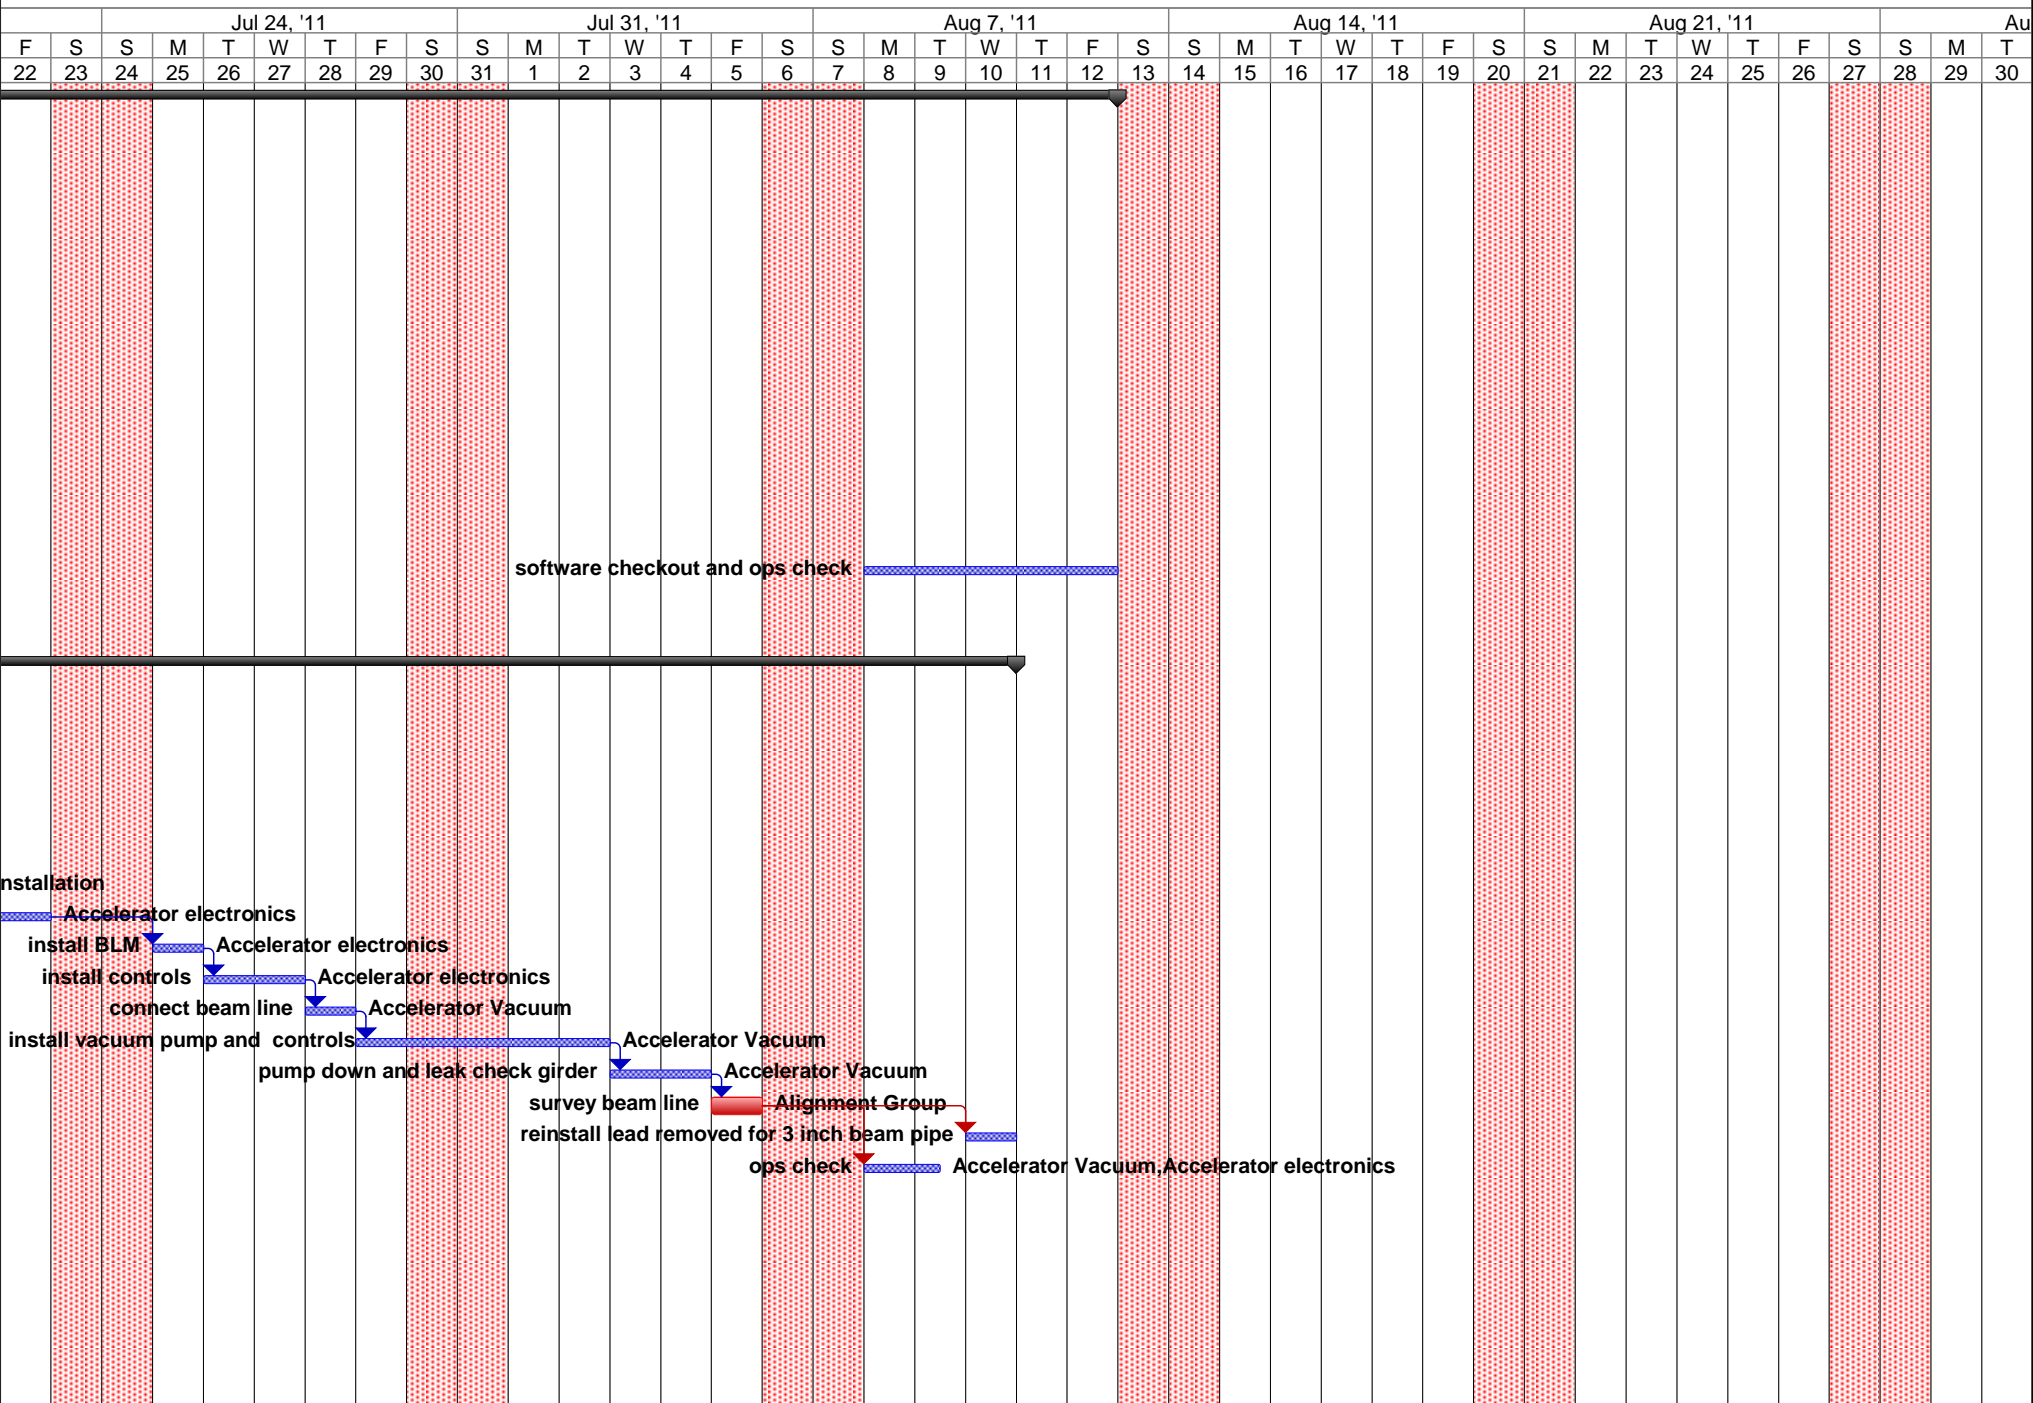 Jul 24, '11 Jul 31, '11 Aug 7, '11 Aug 14, '11 Aug 21, '11 Au
F S S M T W T F S S M T W T F S S M T W T F S S M T W T F S S M T W T F S S M T
22 23 24 25 26 27 28 29 30 31 1 2 3 4 5 6 7 8 9 10 11 12 13 14 15 16 17 18 19 20 21 22 23 24 25 26 27 28 29 30
software checkout and ops check
nstallation
Accelerator electronics
install BLM Accelerator electronics
install controls Accelerator electronics
connect beam line Accelerator Vacuum
install vacuum pump and controls Accelerator Vacuum
pump down and leak check girder Accelerator Vacuum
survey beam line Alignment Group
reinstall lead removed for 3 inch beam pipe
ops check Accelerator Vacuum,Accelerator electronics